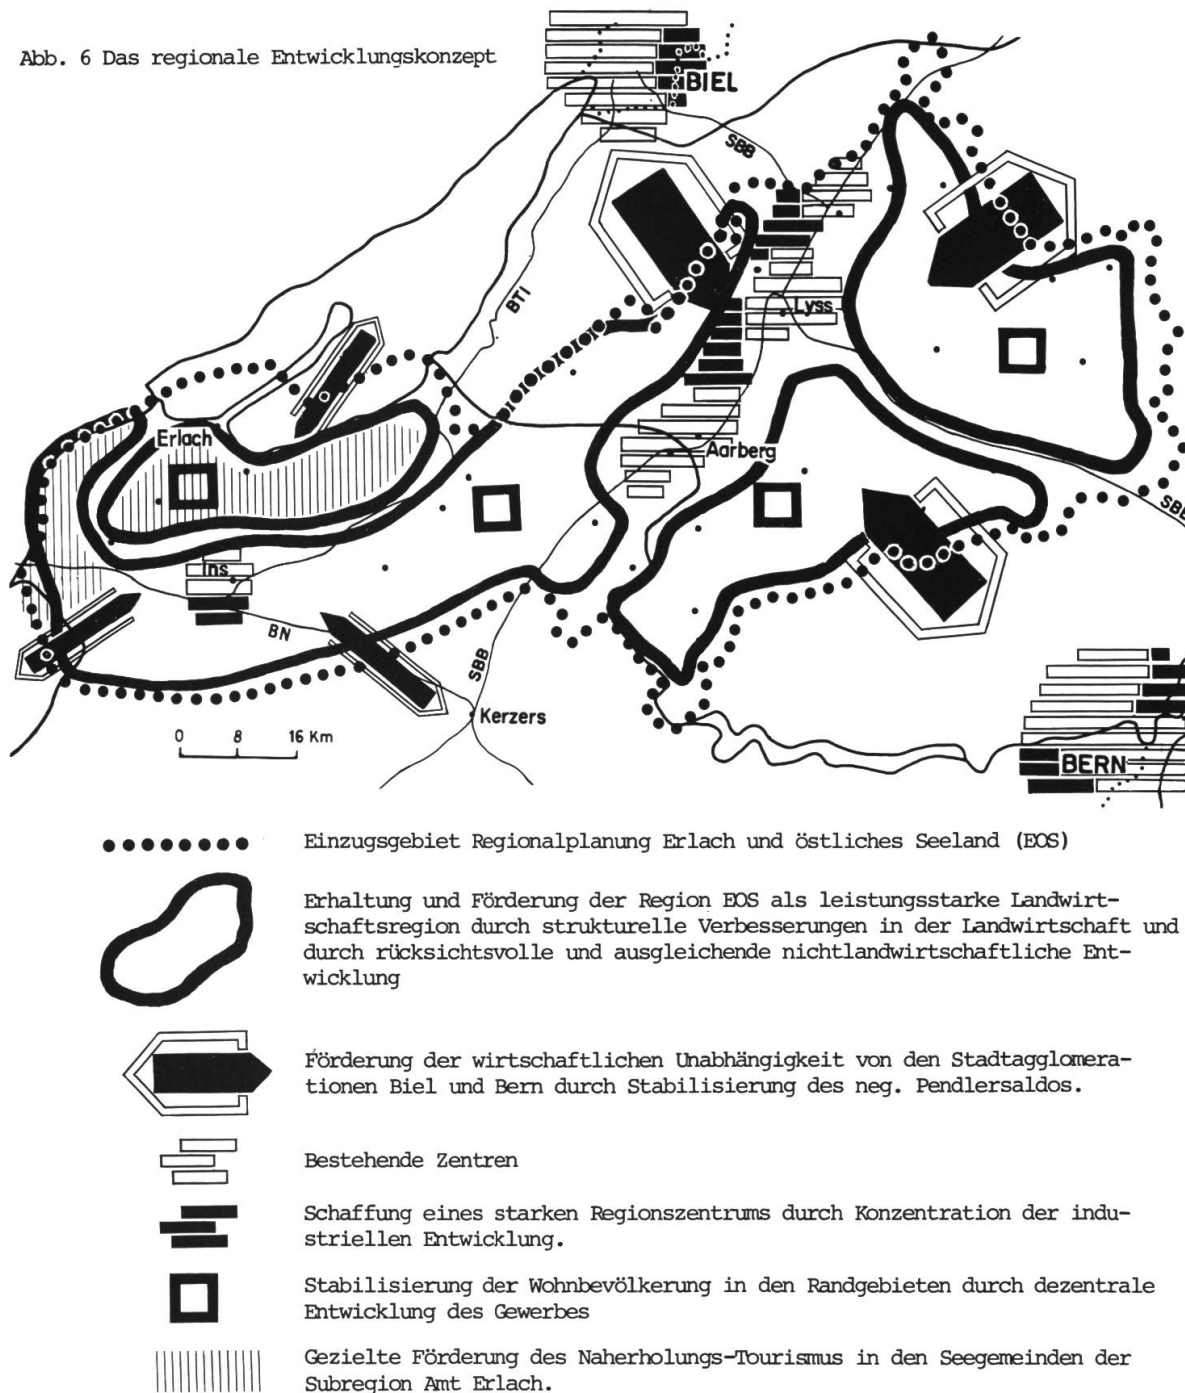 Abb. 6 Das regionale Entwicklungskonzept
BIEL
SBB
BTI
Lyss
Erlach
Aarberg
SBB
Ins
BN
SBB
Kerzers
0 8 16 Km
BERN
Einzugsgebiet Regionalplanung Erlach und östliches Seeland (EOS)
Erhaltung und Förderung der Region EOS als leistungsstarke Landwirt-
schaftsregion durch strukturelle Verbesserungen in der Landwirtschaft und
durch rücksichtsvolle und ausgleichende nichtlandwirtschaftliche Ent-
wicklung
Förderung der wirtschaftlichen Unabhängigkeit von den Stadtagglomera-
tionen Biel und Bern durch Stabilisierung des neg. Pendlersaldos.
Bestehende Zentren
Schaffung eines starken Regionszentrums durch Konzentration der indu-
striellen Entwicklung.
Stabilisierung der Wohnbevölkerung in den Randgebieten durch dezentrale
Entwicklung des Gewerbes
Gezielte Förderung des Naherholungs-Tourismus in den Seegemeinden der
Subregion Amt Erlach.